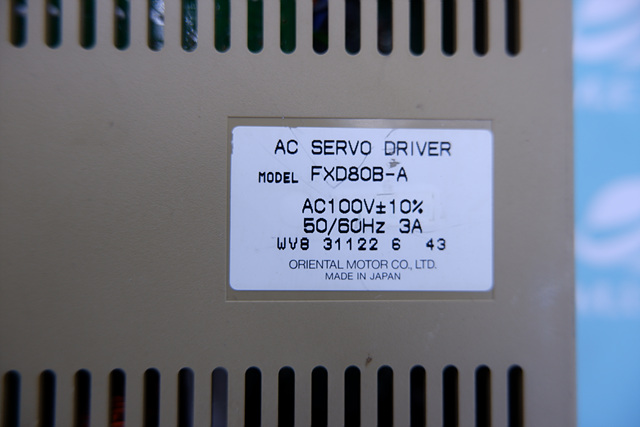 AC SERVO DRIVER
MODEL FXD80B-A
AC100V±10%
50/60Hz 3A
WV8 31122 6 43
ORIENTAL MOTOR CO., LTD.
MADE IN JAPAN